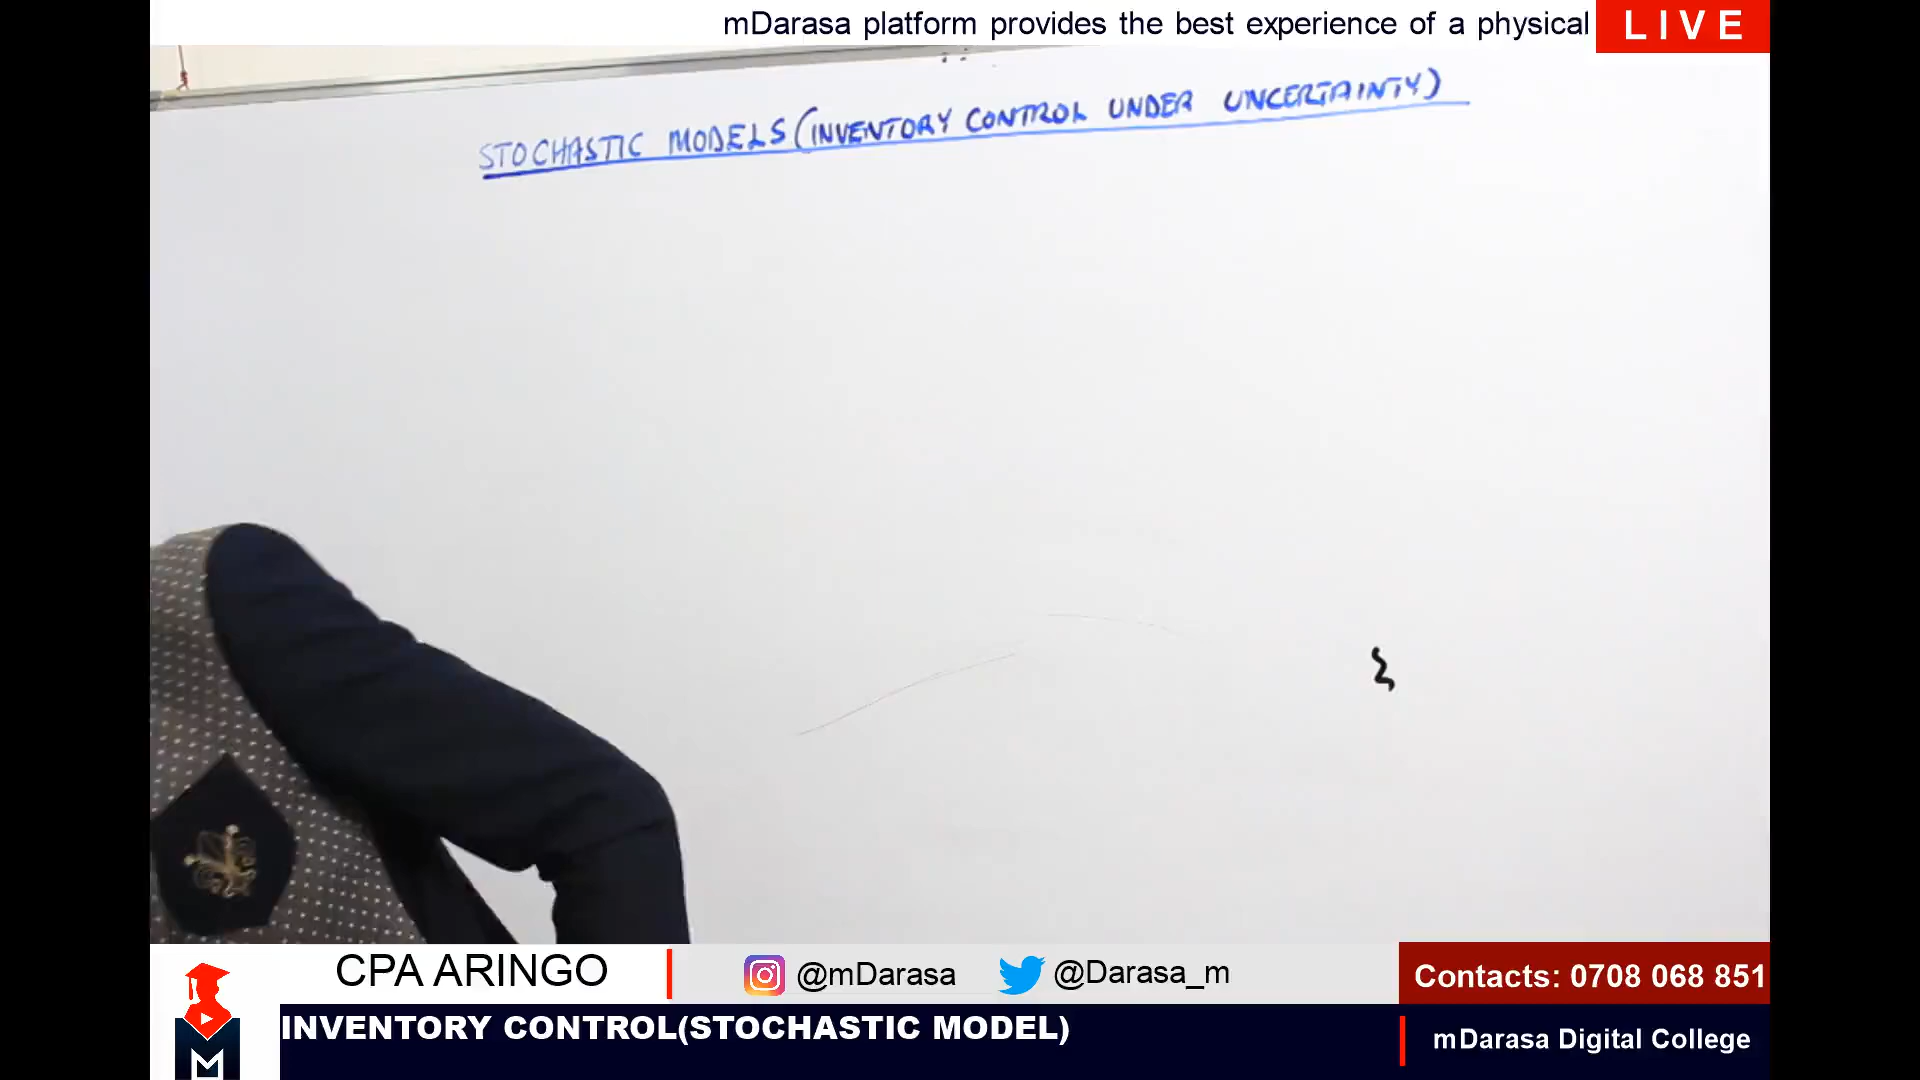 mDarasa platform provides the best experience of a physical
LIVE
STOCHASTIC MODELS (INVENTORY CONTROL UNDER UNCERTAINTY)
CPA ARINGO
@mDarasa
@Darasa_m
Contacts: 0708 068 851
INVENTORY CONTROL(STOCHASTIC MODEL)
mDarasa Digital College
M